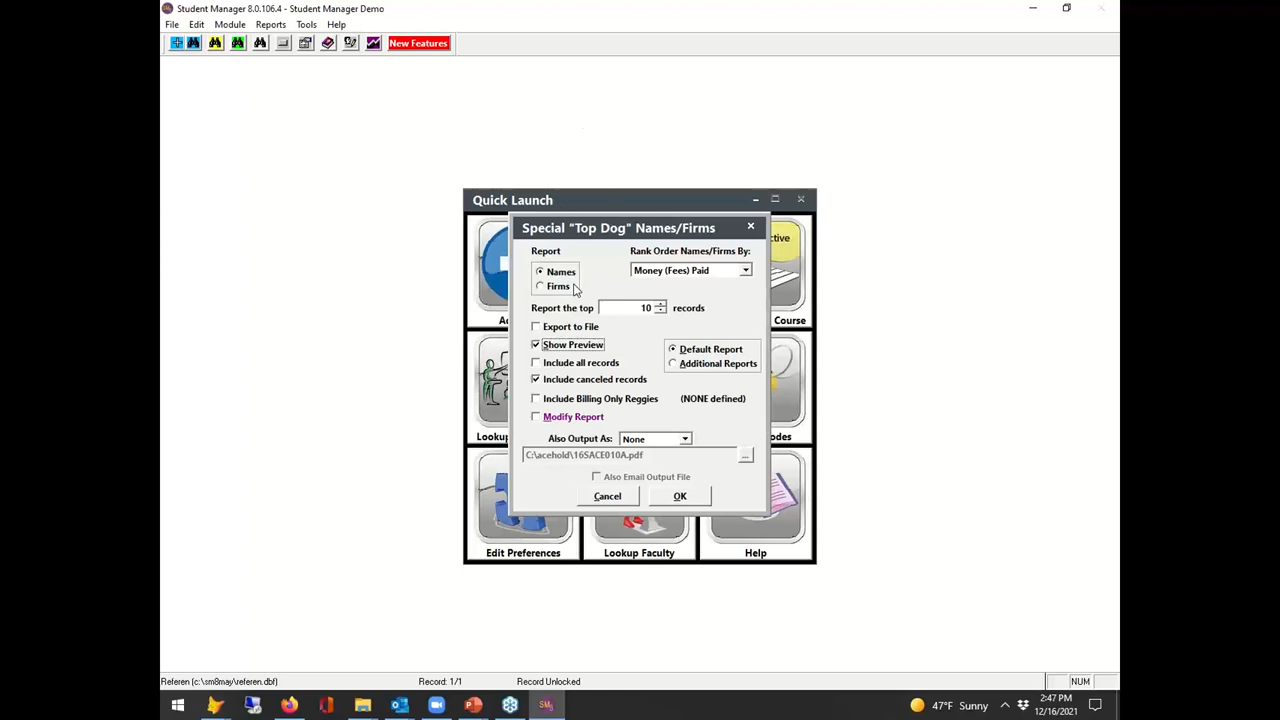 Student Manager 8.0.106.4 - Student Manager Demo
File Edit Module Reports Tools Help
New Features
Quick Launch
Special "Top Dog" Names/Firms
ctive
Report Rank Order Names/Firms By:
Names Money (Fees) Paid
Firms
Report the top 10 records
Ac Course
Export to File
Show Preview Default Report
Include all records Additional Reports
Include canceled records
Include Billing Only Reggies (NONE defined)
Modify Report
Lookup odes
Also Output As: None
C:\acehold\16SACE010A.pdf ...
Also Email Output File
Cancel OK
Edit Preferences Lookup Faculty Help
Referen (c:\sm8may\referen.dbf) Record: 1/1 Record Unlocked NUM
47°F Sunny 2:47 PM
12/16/2021